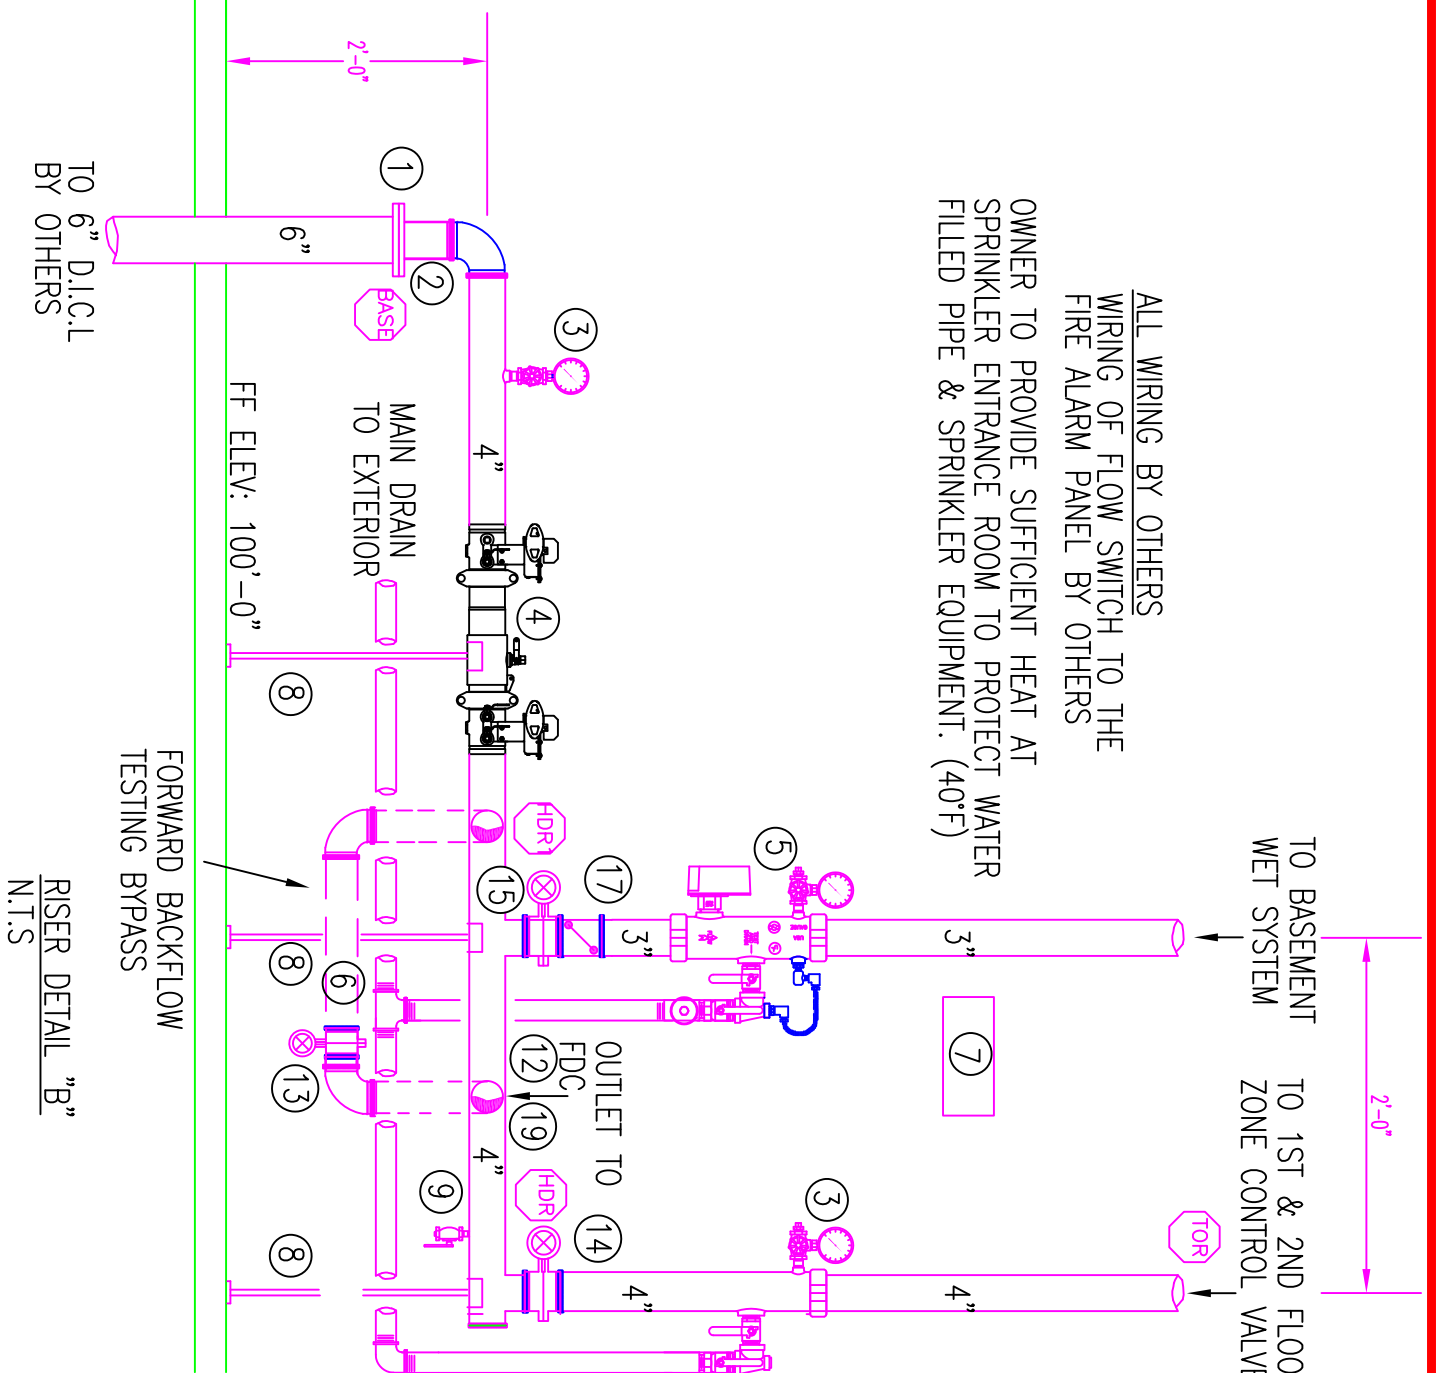 ALL WIRING BY OTHERS
WIRING OF FLOW SWITCH TO THE
FIRE ALARM PANEL BY OTHERS
OWNER TO PROVIDE SUFFICIENT HEAT AT
SPRINKLER ENTRANCE ROOM TO PROTECT WATER
FILLED PIPE & SPRINKLER EQUIPMENT. (40°F)
TO BASEMENT
WET SYSTEM
2'-0"
TO 1ST & 2ND FLOO
ZONE CONTROL VALVE
TOR
3"
4"
7
5
3
3"
4"
17
15
14
HDR1
HDR
OUTLET TO
FDC
12
19
3
2'-0"
1
2
BASE
6"
4"
4
4"
9
MAIN DRAIN
TO EXTERIOR
FF ELEV: 100'-0"
8
8
6
13
8
TO 6" D.I.C.L
BY OTHERS
FORWARD BACKFLOW
TESTING BYPASS
RISER DETAIL "B"
N.T.S